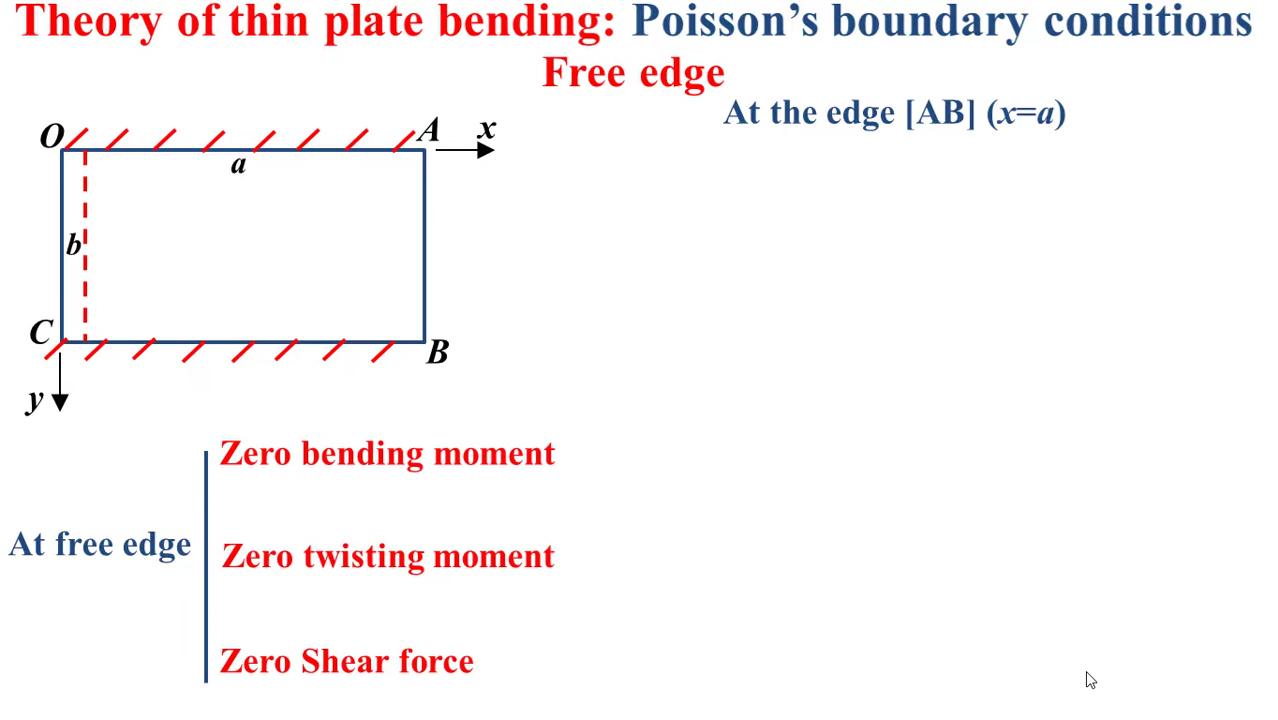 Theory of thin plate bending: Poisson’s boundary conditions
Free edge
At the edge [AB] (x=a)
O
A
x
a
b
C
B
y
Zero bending moment
At free edge
Zero twisting moment
Zero Shear force